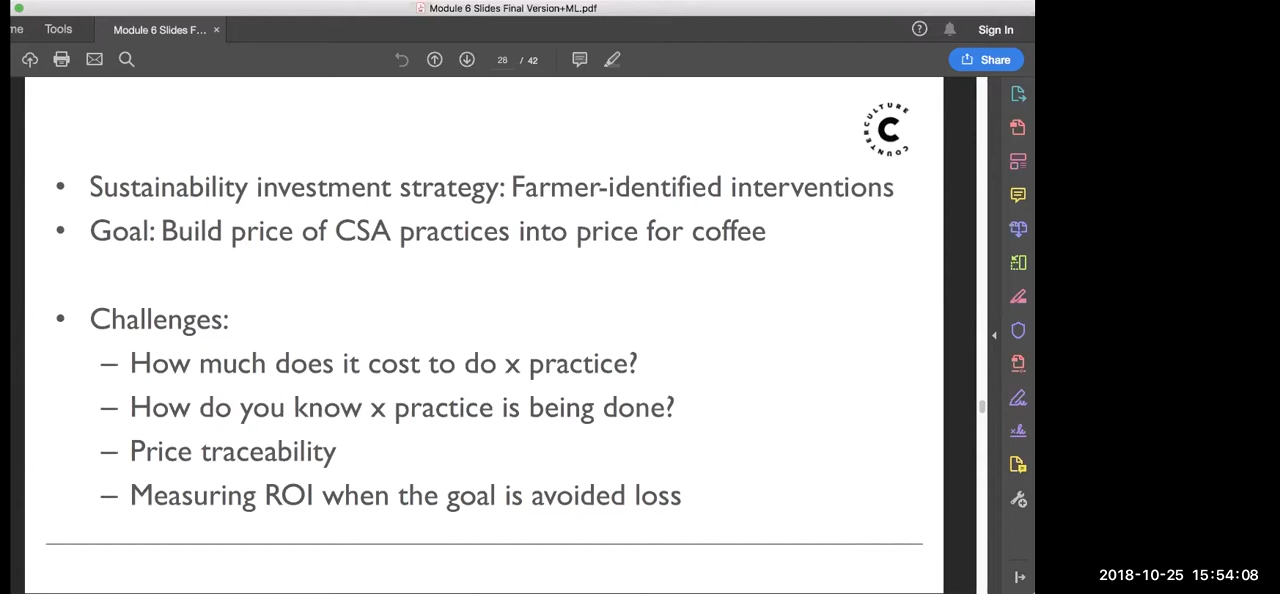 Module 6 Slides Final Version+ML.pdf
me Tools Module 6 Slides F... × Sign In
28 / 42 Share
COUNTER CULTURE
C
• Sustainability investment strategy: Farmer-identified interventions
• Goal: Build price of CSA practices into price for coffee
• Challenges:
– How much does it cost to do x practice?
– How do you know x practice is being done?
– Price traceability
– Measuring ROI when the goal is avoided loss
2018-10-25 15:54:08